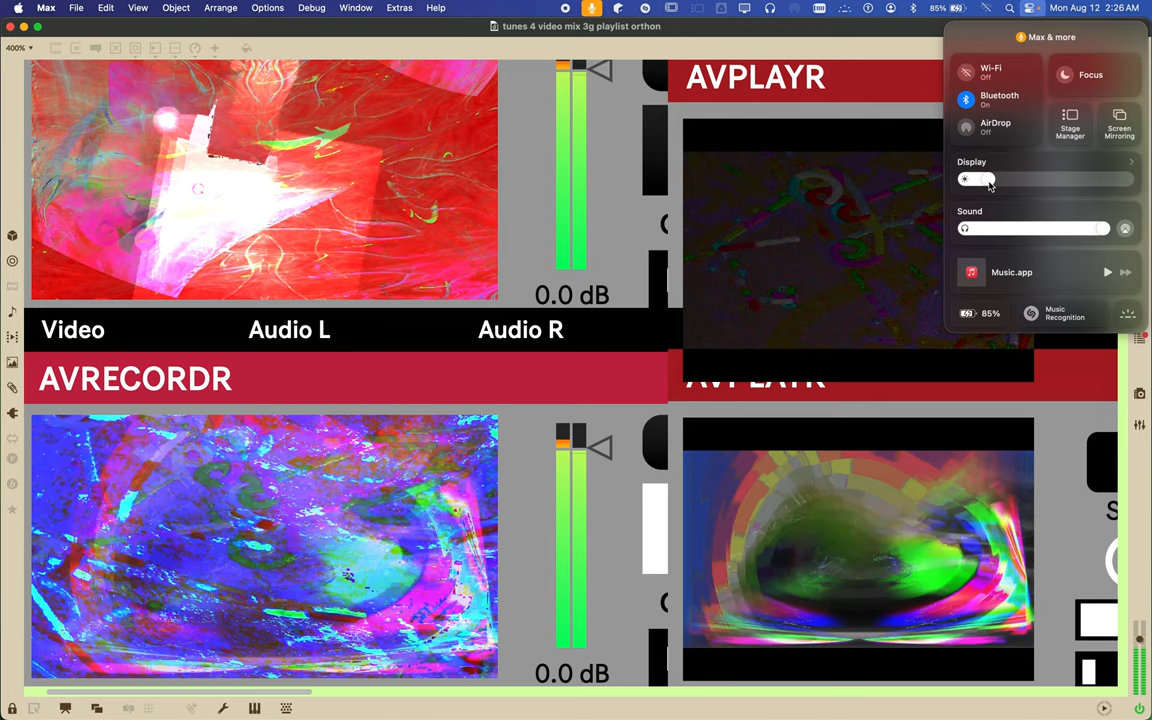 Max File Edit View Object Arrange Options Debug Window Extras Help
85% Mon Aug 12 2:26 AM
tunes 4 video mix 3g playlist orthon
400%
Max & more
Wi-Fi
Off
Bluetooth
On
AirDrop
Off
Focus
Stage
Manager
Screen
Mirroring
Display
Sound
Music.app
85%
Music
Recognition
AVPLAYR
0.0 dB
Video Audio L Audio R
AVRECORDR
AVPLAYR
0.0 dB